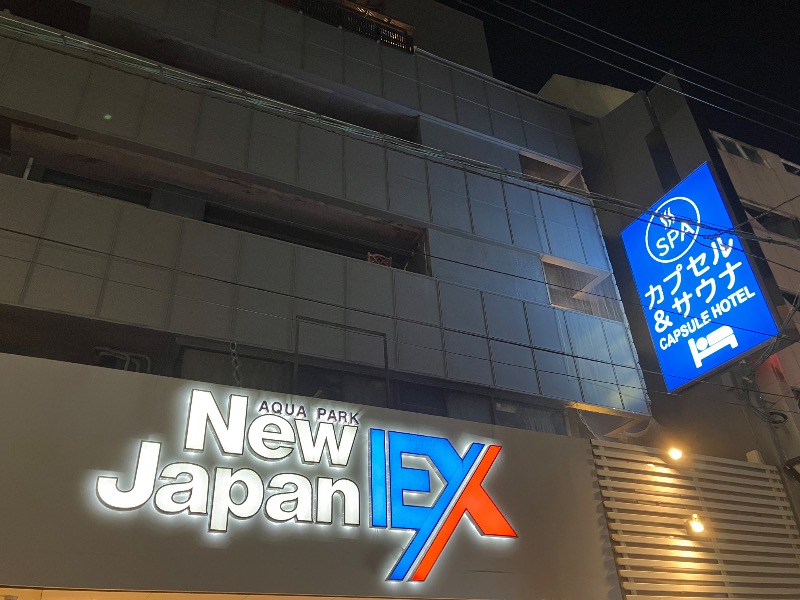 AQUA PARK
New
Japan EX
SPA
カプセル
&サウナ
CAPSULE HOTEL